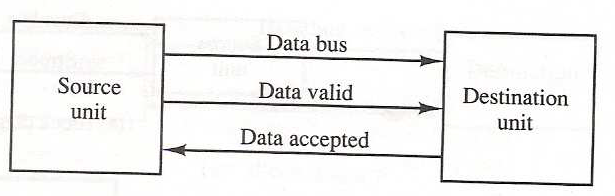 Data bus
Source
unit
Data valid
Destination
unit
Data accepted